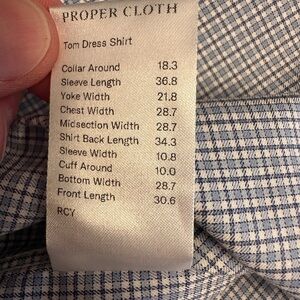 PROPER CLOTH
Tom Dress Shirt
Collar Around 18.3
Sleeve Length 36.8
Yoke Width 21.8
Chest Width 28.7
Midsection Width 28.7
Shirt Back Length 34.3
Sleeve Width 10.8
Cuff Around 10.0
Bottom Width 28.7
Front Length 30.6
RCY